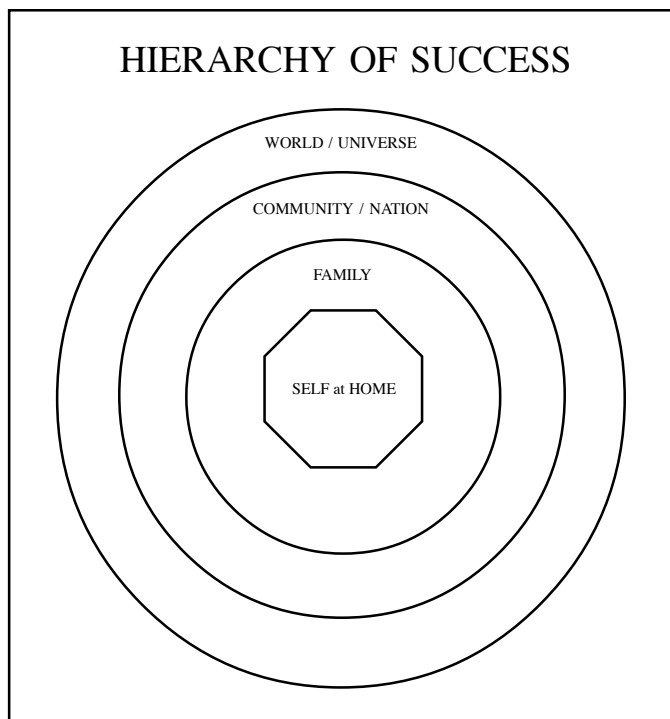 HIERARCHY OF SUCCESS
WORLD / UNIVERSE
COMMUNITY / NATION
FAMILY
SELF at HOME